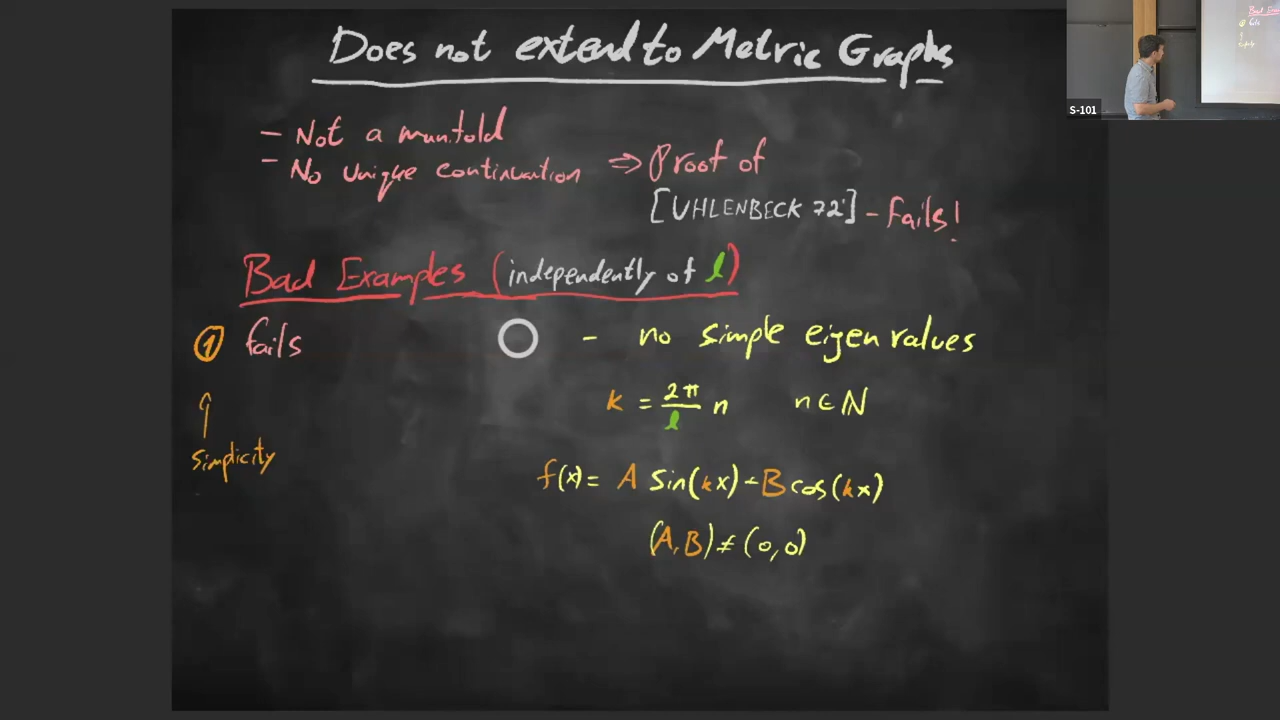 Does not extend to Metric Graphs
- Not a manifold
- No unique continuation ⇒ Proof of
[UHLENBECK 72'] - Fails!
Bad Examples (independently of l)
① fails O - no simple eigenvalues
k = 2π/l n n ∈ ℕ
simplicity
f(x) = A sin(kx) + B cos(kx)
(A,B) ≠ (0,0)
S-101